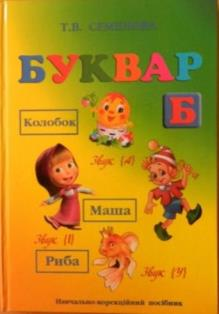 Т.В. СЕМЕНОВА
БУКВАР
Б
Колобок
Звук [А]
Маша
Звук [І]
Риба
Звук [У]
Навчально-корекційний посібник